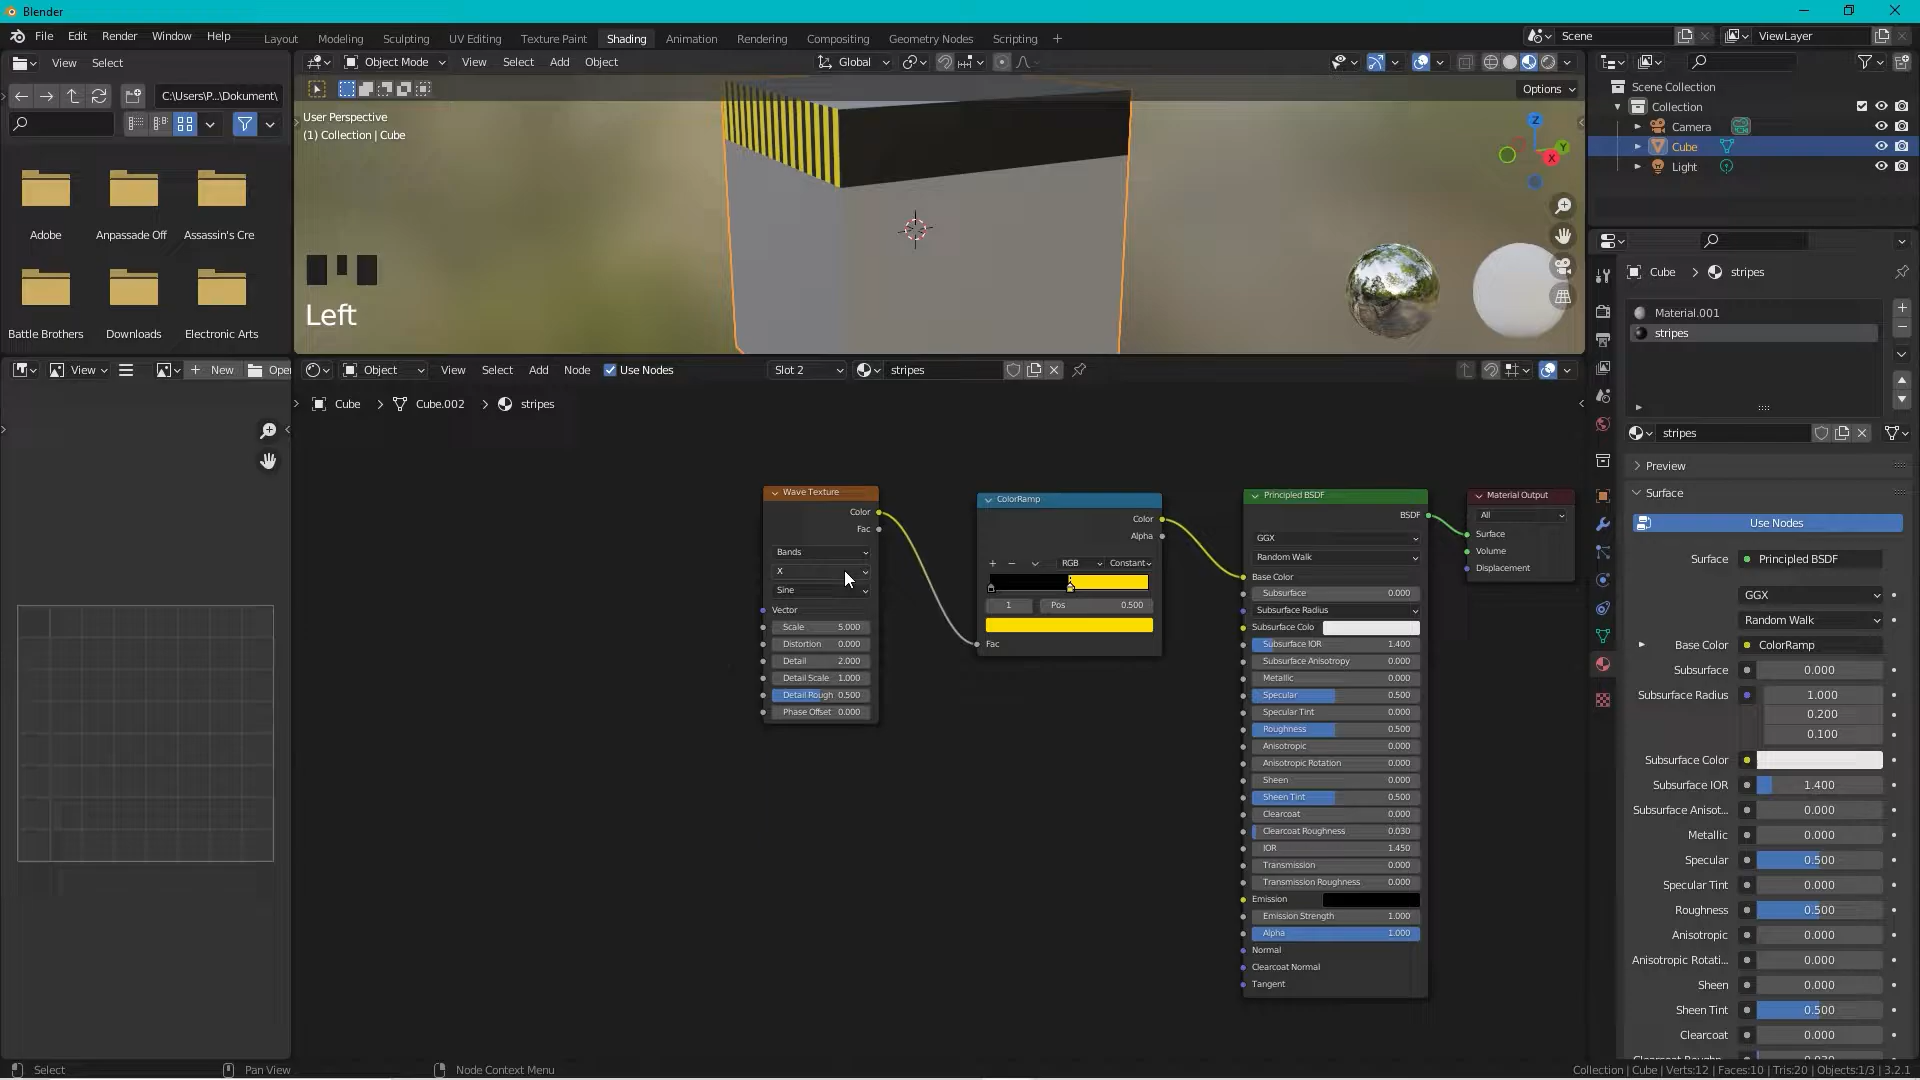 Blender
File Edit Render Window Help Layout Modeling Sculpting UV Editing Texture Paint Shading Animation Rendering Compositing Geometry Nodes Scripting + Scene ViewLayer
View Select Object Mode View Select Add Object Global
C:\Users\P...\Dokument\ Options
User Perspective
(1) Collection | Cube
Adobe Anpassade Off Assassin's Cre
Battle Brothers Downloads Electronic Arts
Left
Z
Y
X
Scene Collection
Collection
Camera
Cube
Light
Cube > stripes
Material.001
stripes
stripes
View + New Open Object View Select Add Node Use Nodes Slot 2 stripes
Cube > Cube.002 > stripes
Wave Texture
Color
Fac
Bands
X
Sine
Vector
Scale 5.000
Distortion 0.000
Detail 2.000
Detail Scale 1.000
Detail Rough 0.500
Phase Offset 0.000
ColorRamp
Color
Alpha
+ − RGB Constant
1 Pos 0.500
Fac
Principled BSDF
BSDF
GGX
Random Walk
Base Color
Subsurface 0.000
Subsurface Radius
Subsurface Colo
Subsurface IOR 1.400
Subsurface Anisotropy 0.000
Metallic 0.000
Specular 0.500
Specular Tint 0.000
Roughness 0.500
Anisotropic 0.000
Anisotropic Rotation 0.000
Sheen 0.000
Sheen Tint 0.500
Clearcoat 0.000
Clearcoat Roughness 0.030
IOR 1.450
Transmission 0.000
Transmission Roughness 0.000
Emission
Emission Strength 1.000
Alpha 1.000
Normal
Clearcoat Normal
Tangent
Material Output
All
Surface
Volume
Displacement
Preview
Surface
Use Nodes
Surface Principled BSDF
GGX
Random Walk
Base Color ColorRamp
Subsurface 0.000
Subsurface Radius 1.000
0.200
0.100
Subsurface Color
Subsurface IOR 1.400
Subsurface Anisot... 0.000
Metallic 0.000
Specular 0.500
Specular Tint 0.000
Roughness 0.500
Anisotropic 0.000
Anisotropic Rotati... 0.000
Sheen 0.000
Sheen Tint 0.500
Clearcoat 0.000
Select Pan View Node Context Menu Collection | Cube | Verts:12 | Faces:10 | Tris:20 | Objects:1/3 | 3.2.1